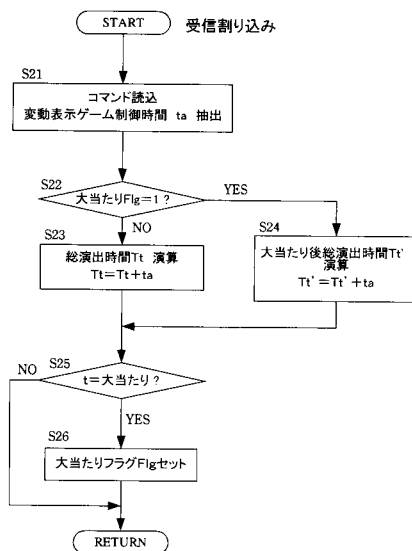 START
受信割り込み
S21
コマンド読込
変動表示ゲーム制御時間 ta 抽出
S22
大当たりFlg=1?
YES
NO
S23
総演出時間Tt 演算
Tt=Tt+ta
S24
大当たり後総演出時間Tt'
演算
Tt'=Tt'+ta
S25
NO
t=大当たり?
YES
S26
大当たりフラグFlgセット
RETURN